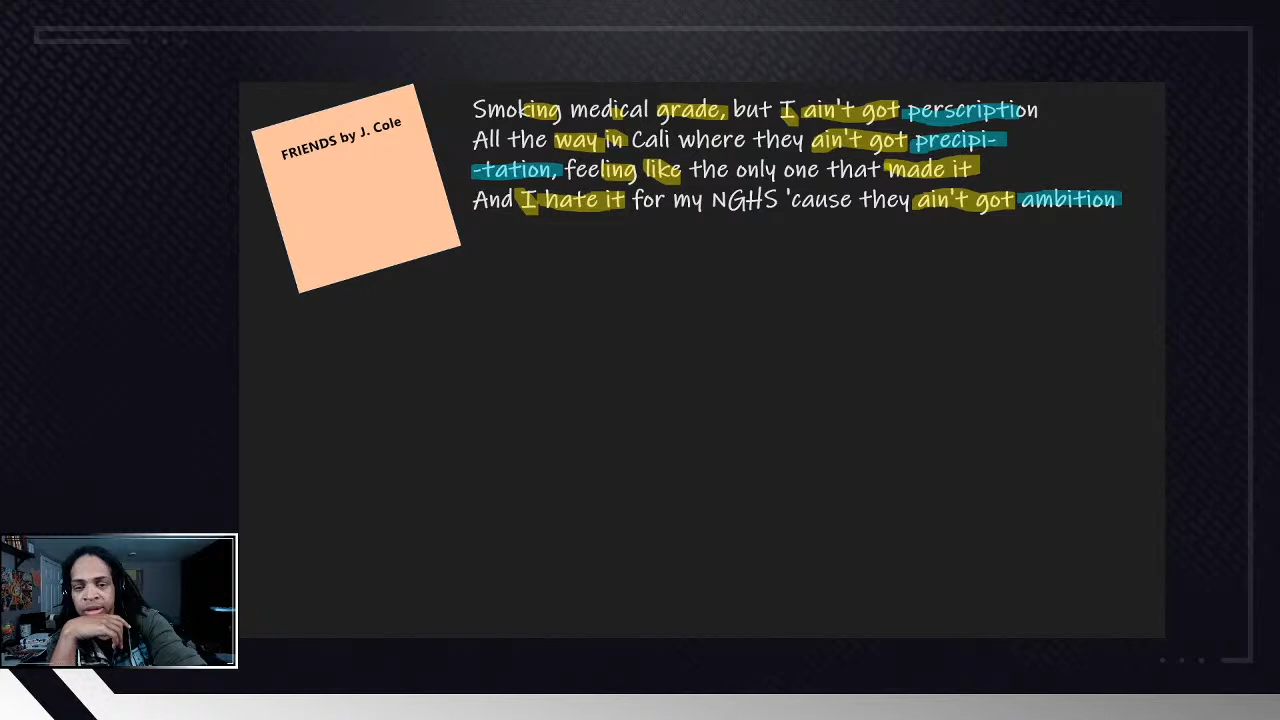 FRIENDS by J. Cole
Smoking medical grade, but I ain't got perscription
All the way in Cali where they ain't got precipi-
-tation, feeling like the only one that made it
And I hate it for my NGHS 'cause they ain't got ambition